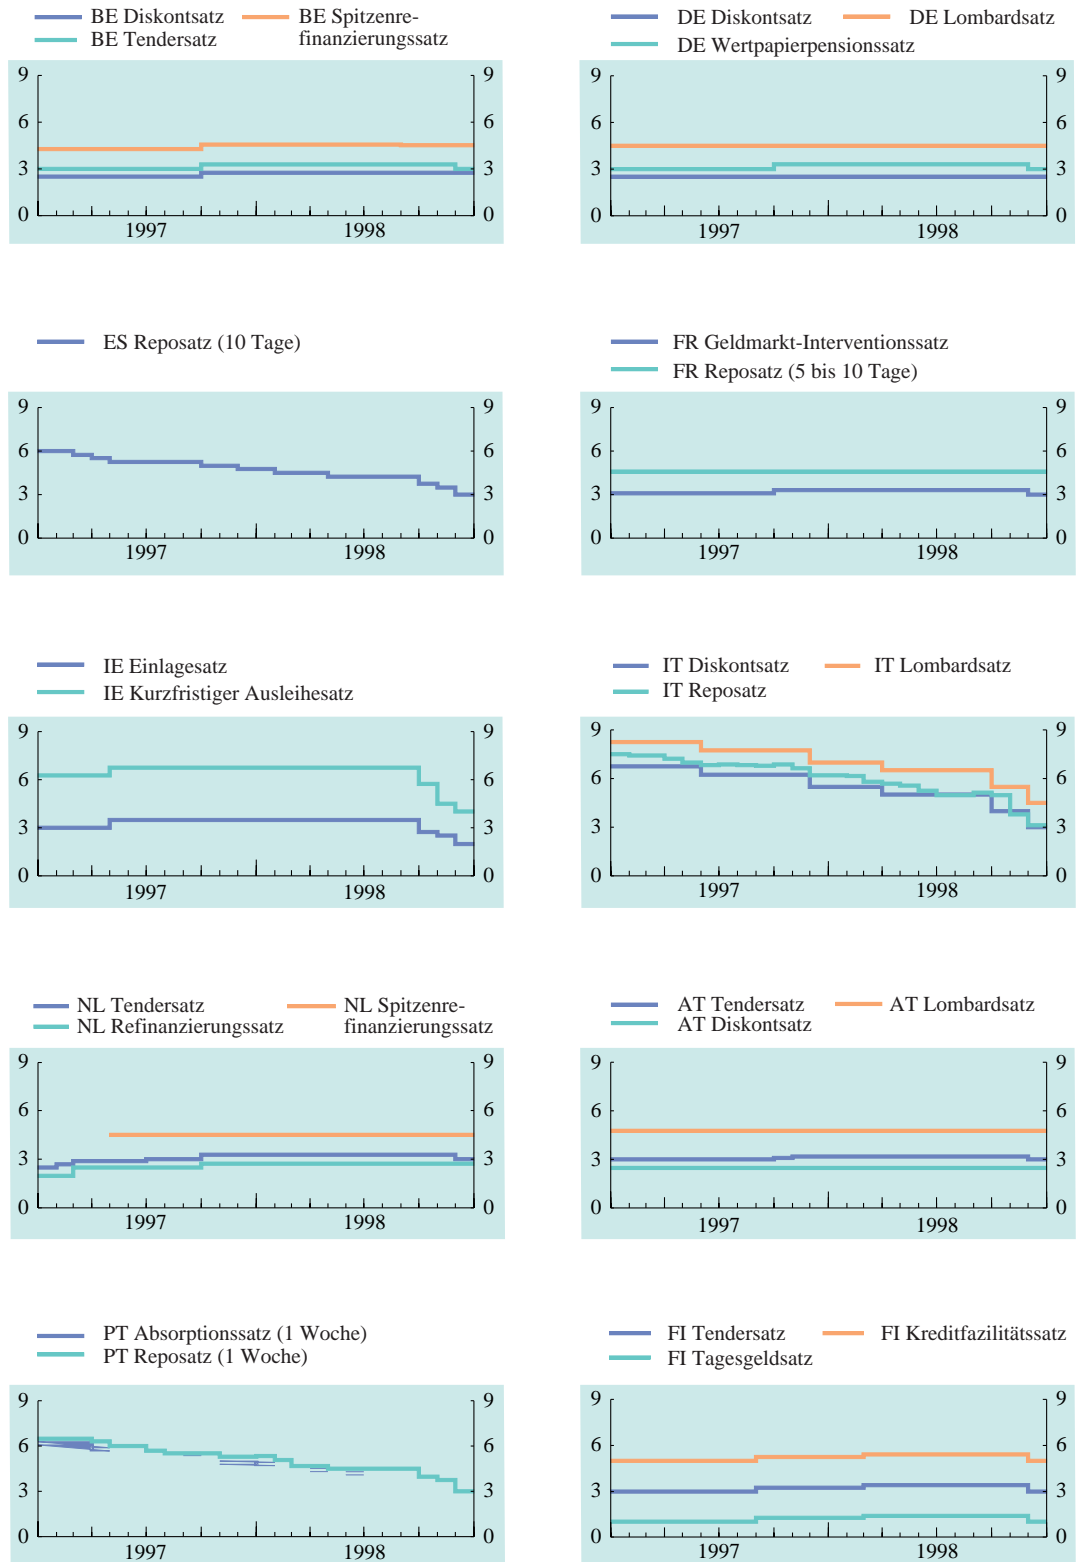 BE Diskontsatz
BE Spitzenre-
finanzierungssatz
BE Tendersatz
9 9
6 6
3 3
0 0
1997 1998
DE Diskontsatz
DE Lombardsatz
DE Wertpapierpensionssatz
9 9
6 6
3 3
0 0
1997 1998
ES Reposatz (10 Tage)
9 9
6 6
3 3
0 0
1997 1998
FR Geldmarkt-Interventionssatz
FR Reposatz (5 bis 10 Tage)
9 9
6 6
3 3
0 0
1997 1998
IE Einlagesatz
IE Kurzfristiger Ausleihesatz
9 9
6 6
3 3
0 0
1997 1998
IT Diskontsatz
IT Lombardsatz
IT Reposatz
9 9
6 6
3 3
0 0
1997 1998
NL Tendersatz
NL Spitzenre-
finanzierungssatz
NL Refinanzierungssatz
9 9
6 6
3 3
0 0
1997 1998
AT Tendersatz
AT Lombardsatz
AT Diskontsatz
9 9
6 6
3 3
0 0
1997 1998
PT Absorptionssatz (1 Woche)
PT Reposatz (1 Woche)
9 9
6 6
3 3
0 0
1997 1998
FI Tendersatz
FI Kreditfazilitätssatz
FI Tagesgeldsatz
9 9
6 6
3 3
0 0
1997 1998